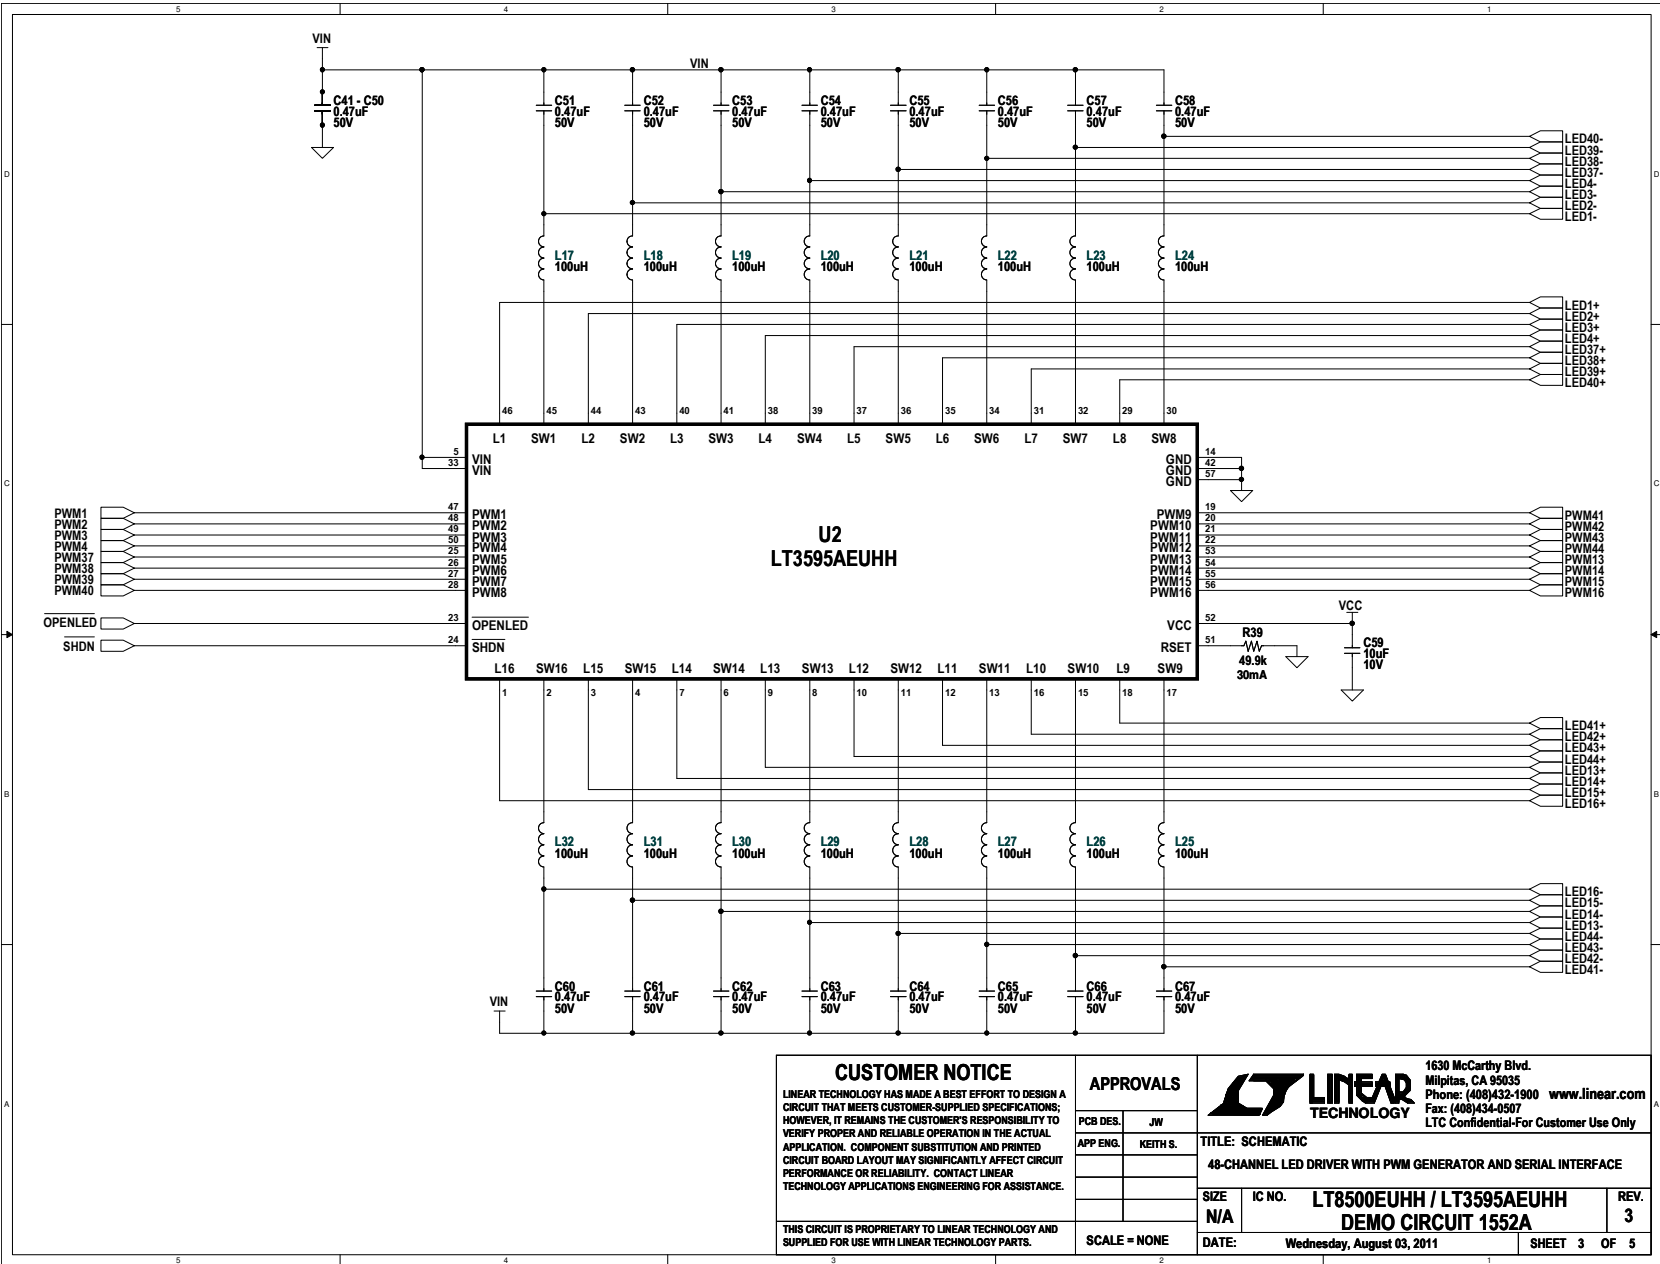 5 4 3 2 1
D D
C C
B B
A A
VIN
VIN
C41 - C50
0.47uF
50V
C51
0.47uF
50V
C52
0.47uF
50V
C53
0.47uF
50V
C54
0.47uF
50V
C55
0.47uF
50V
C56
0.47uF
50V
C57
0.47uF
50V
C58
0.47uF
50V
LED40-
LED39-
LED38-
LED37-
LED4-
LED3-
LED2-
LED1-
L17
100uH
L18
100uH
L19
100uH
L20
100uH
L21
100uH
L22
100uH
L23
100uH
L24
100uH
LED1+
LED2+
LED3+
LED4+
LED37+
LED38+
LED39+
LED40+
46 45 44 43 40 41 38 39 37 36 35 34 31 32 29 30
L1 SW1 L2 SW2 L3 SW3 L4 SW4 L5 SW5 L6 SW6 L7 SW7 L8 SW8
5 VIN
33 VIN
GND 14
GND 42
GND 57
PWM1 47 PWM1
PWM2 48 PWM2
PWM3 49 PWM3
PWM4 50 PWM4
PWM37 25 PWM5
PWM38 26 PWM6
PWM39 27 PWM7
PWM40 28 PWM8
OPENLED 23 OPENLED
SHDN 24 SHDN
U2
LT3595AEUHH
PWM9 19 PWM41
PWM10 20 PWM42
PWM11 21 PWM43
PWM12 22 PWM44
PWM13 53 PWM13
PWM14 54 PWM14
PWM15 55 PWM15
PWM16 56 PWM16
VCC 52
VCC
RSET 51
R39
49.9k
30mA
C59
10uF
10V
L16 SW16 L15 SW15 L14 SW14 L13 SW13 L12 SW12 L11 SW11 L10 SW10 L9 SW9
1 2 3 4 7 6 9 8 10 11 12 13 16 15 18 17
LED41+
LED42+
LED43+
LED44+
LED13+
LED14+
LED15+
LED16+
L32
100uH
L31
100uH
L30
100uH
L29
100uH
L28
100uH
L27
100uH
L26
100uH
L25
100uH
LED16-
LED15-
LED14-
LED13-
LED44-
LED43-
LED42-
LED41-
VIN
C60
0.47uF
50V
C61
0.47uF
50V
C62
0.47uF
50V
C63
0.47uF
50V
C64
0.47uF
50V
C65
0.47uF
50V
C66
0.47uF
50V
C67
0.47uF
50V
CUSTOMER NOTICE
LINEAR TECHNOLOGY HAS MADE A BEST EFFORT TO DESIGN A
CIRCUIT THAT MEETS CUSTOMER-SUPPLIED SPECIFICATIONS;
HOWEVER, IT REMAINS THE CUSTOMER'S RESPONSIBILITY TO
VERIFY PROPER AND RELIABLE OPERATION IN THE ACTUAL
APPLICATION. COMPONENT SUBSTITUTION AND PRINTED
CIRCUIT BOARD LAYOUT MAY SIGNIFICANTLY AFFECT CIRCUIT
PERFORMANCE OR RELIABILITY. CONTACT LINEAR
TECHNOLOGY APPLICATIONS ENGINEERING FOR ASSISTANCE.
THIS CIRCUIT IS PROPRIETARY TO LINEAR TECHNOLOGY AND
SUPPLIED FOR USE WITH LINEAR TECHNOLOGY PARTS.
APPROVALS
PCB DES. JW
APP ENG. KEITH S.
SCALE = NONE
LINEAR
TECHNOLOGY
1630 McCarthy Blvd.
Milpitas, CA 95035
Phone: (408)432-1900 www.linear.com
Fax: (408)434-0507
LTC Confidential-For Customer Use Only
TITLE: SCHEMATIC
48-CHANNEL LED DRIVER WITH PWM GENERATOR AND SERIAL INTERFACE
SIZE
N/A
IC NO.
LT8500EUHH / LT3595AEUHH
DEMO CIRCUIT 1552A
REV.
3
DATE: Wednesday, August 03, 2011
SHEET 3 OF 5
5 4 3 2 1